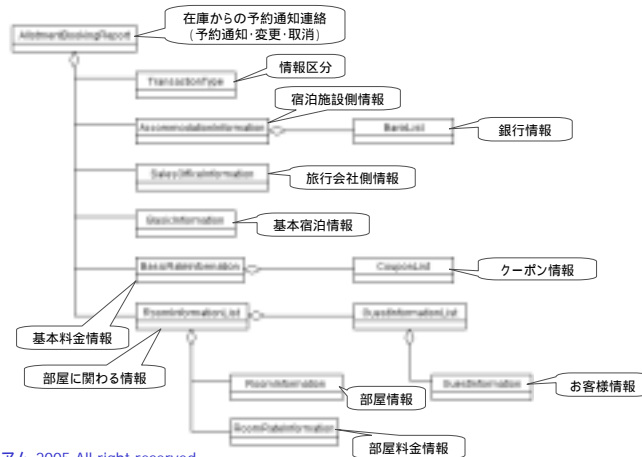 AllotmentBookingReport
在庫からの予約通知連絡
(予約通知･変更･取消)
TransactionType
情報区分
宿泊施設側情報
AccommodationInformation
BankList
銀行情報
SalesOfficeInformation
旅行会社側情報
BasicInformation
基本宿泊情報
BasicRateInformation
CouponList
クーポン情報
RoomInformationList
GuestInformationList
基本料金情報
部屋に関わる情報
RoomInformation
GuestInformation
お客様情報
部屋情報
RoomRateInformation
部屋料金情報
2005 All right reserved